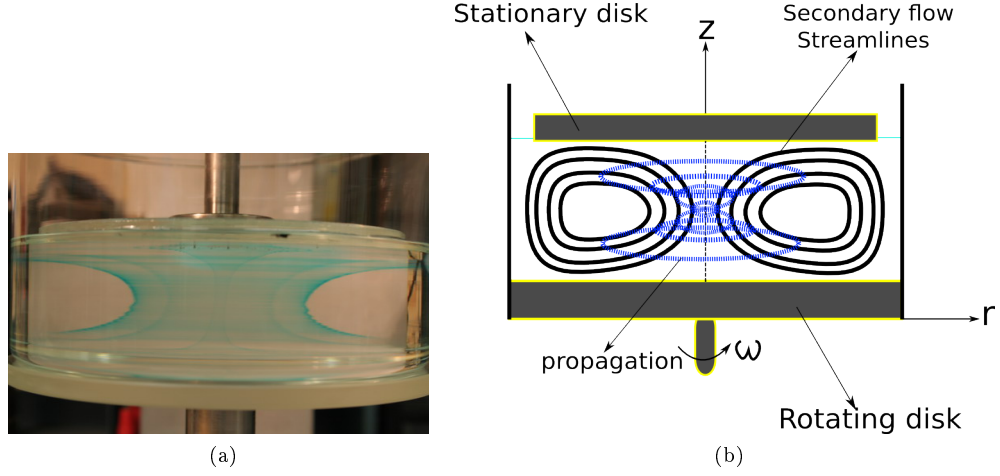 Stationary disk
Secondary flow
Streamlines
z
r
propagation
ω
Rotating disk
(a)
(b)